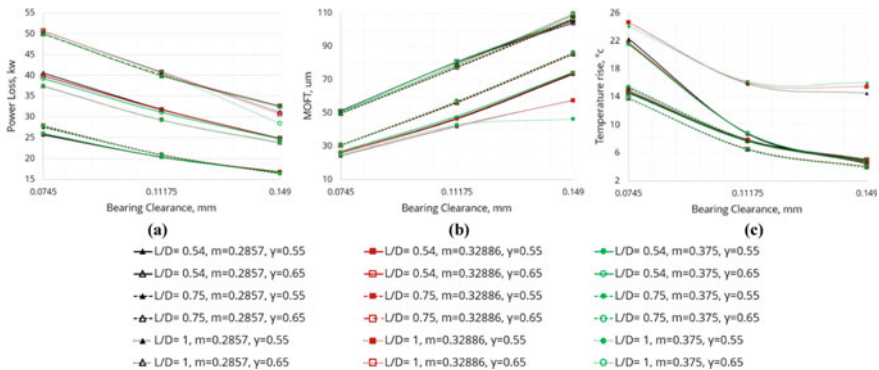 55
50
45
40
35
30
25
20
15
Power Loss, kw
0.0745 0.11175 0.149
Bearing Clearance, mm
(a)
110
90
70
50
30
10
MOFT, um
0.0745 0.11175 0.149
Bearing Clearance, mm
(b)
26
22
18
14
10
6
2
Temperature rise, °c
0.0745 0.11175 0.149
Bearing Clearance, mm
(c)
L/D= 0.54, m=0.2857, y=0.55
L/D= 0.54, m=0.2857, y=0.65
L/D= 0.75, m=0.2857, y=0.55
L/D= 0.75, m=0.2857, y=0.65
L/D= 1, m=0.2857, y=0.55
L/D= 1, m=0.2857, y=0.65
L/D= 0.54, m=0.32886, y=0.55
L/D= 0.54, m=0.32886, y=0.65
L/D= 0.75, m=0.32886, y=0.55
L/D= 0.75, m=0.32886, y=0.65
L/D= 1, m=0.32886, y=0.55
L/D= 1, m=0.32886, y=0.65
L/D= 0.54, m=0.375, y=0.55
L/D= 0.54, m=0.375, y=0.65
L/D= 0.75, m=0.375, y=0.55
L/D= 0.75, m=0.375, y=0.65
L/D= 1, m=0.375, y=0.55
L/D= 1, m=0.375, y=0.65